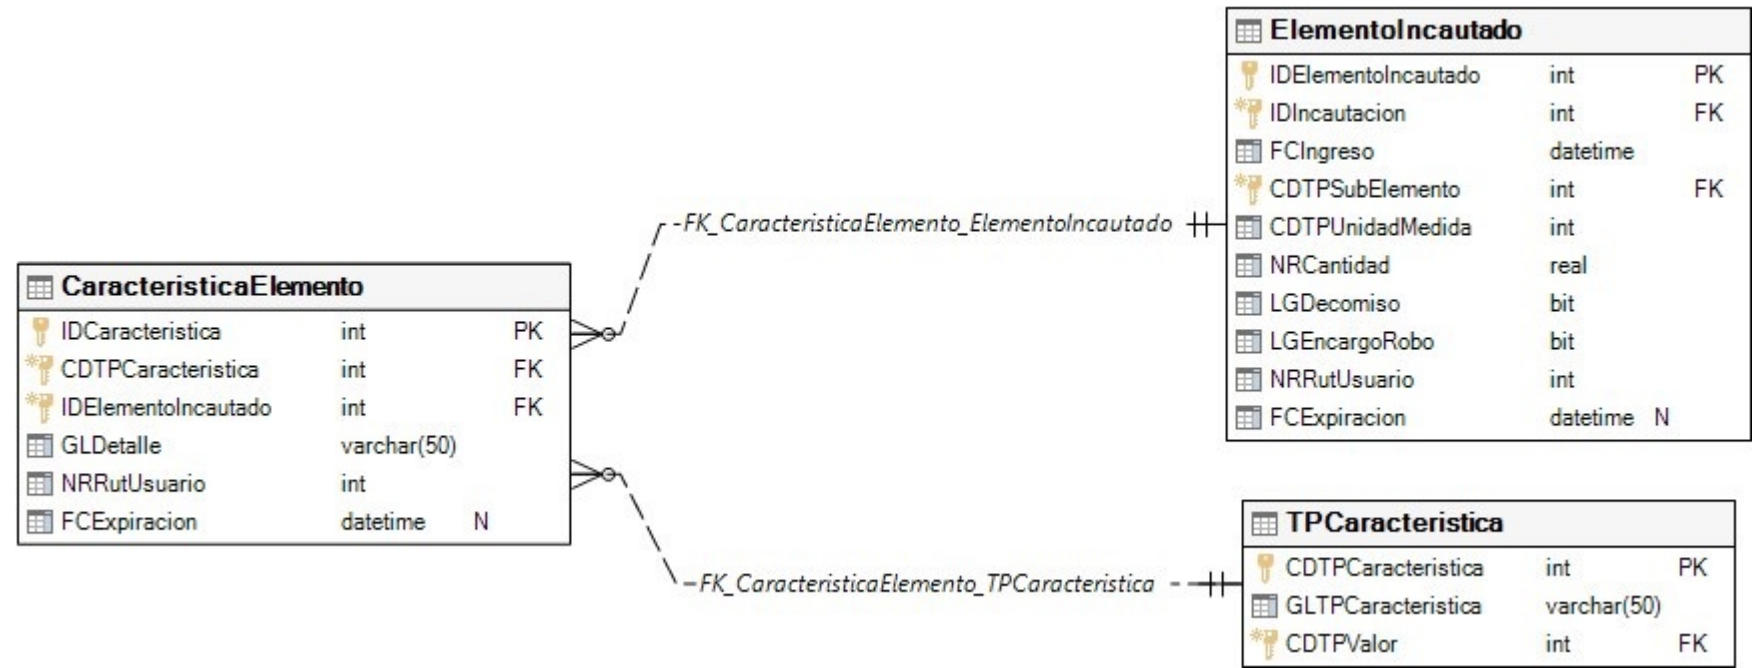 ElementoIncautado
IDElementoIncautado int PK
IDIncautacion int FK
FCIngreso datetime
CDTPSubElemento int FK
CDTPUnidadMedida int
NRCantidad real
LGDecomiso bit
LGEncargoRobo bit
NRRutUsuario int
FCExpiracion datetime N
FK_CaracteristicaElemento_ElementoIncautado
CaracteristicaElemento
IDCaracteristica int PK
CDTPCaracteristica int FK
IDElementoIncautado int FK
GLDetalle varchar(50)
NRRutUsuario int
FCExpiracion datetime N
FK_CaracteristicaElemento_TPCaracteristica
TPCaracteristica
CDTPCaracteristica int PK
GLTPCaracteristica varchar(50)
CDTPValor int FK